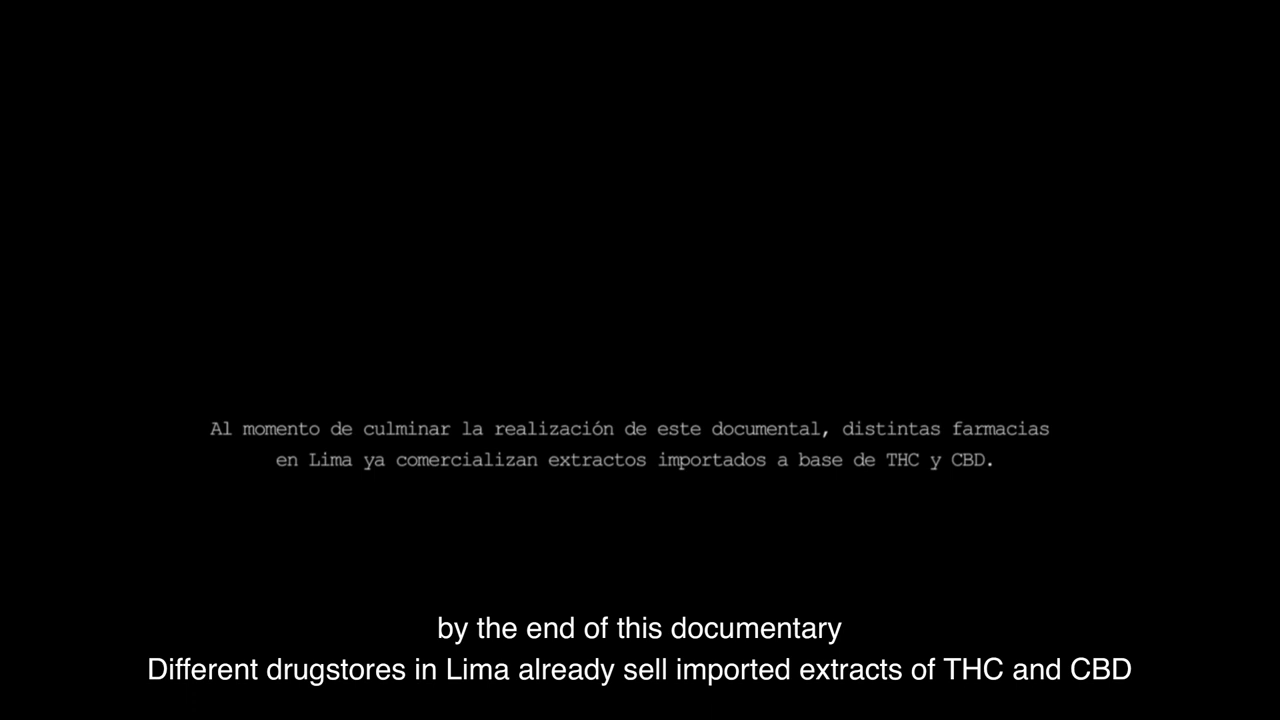 Al momento de culminar la realización de este documental, distintas farmacias
en Lima ya comercializan extractos importados a base de THC y CBD.
by the end of this documentary
Different drugstores in Lima already sell imported extracts of THC and CBD